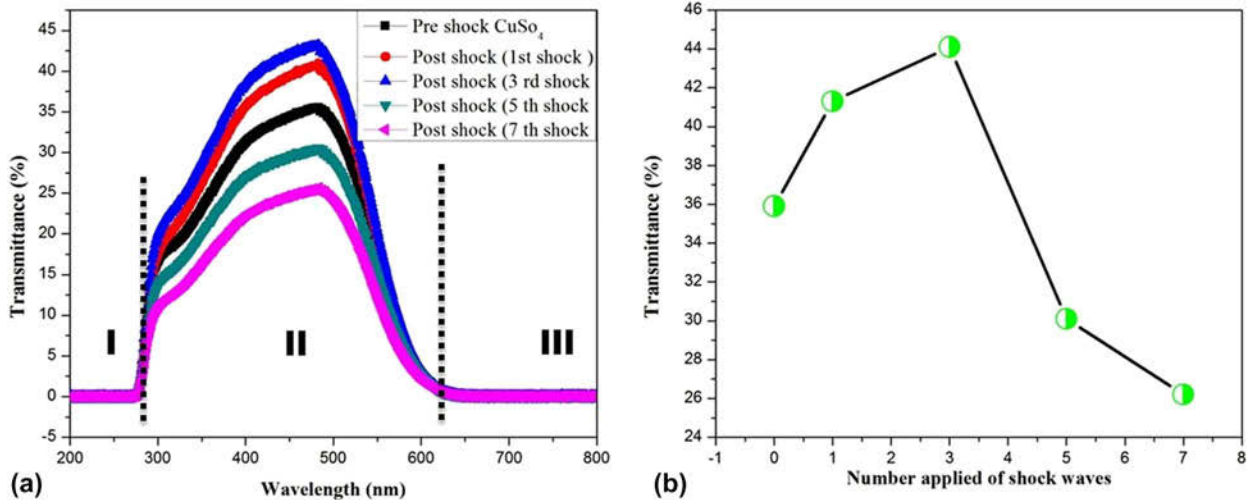 Pre shock CuSo4
Post shock (1st shock )
Post shock (3 rd shock
Post shock (5 th shock
Post shock (7 th shock
Transmittance (%)
45
40
35
30
25
20
15
10
5
0
-5
I
II
III
200 300 400 500 600 700 800
Wavelength (nm)
(a)
Transmittance (%)
46
44
42
40
38
36
34
32
30
28
26
24
-1 0 1 2 3 4 5 6 7 8
Number applied of shock waves
(b)